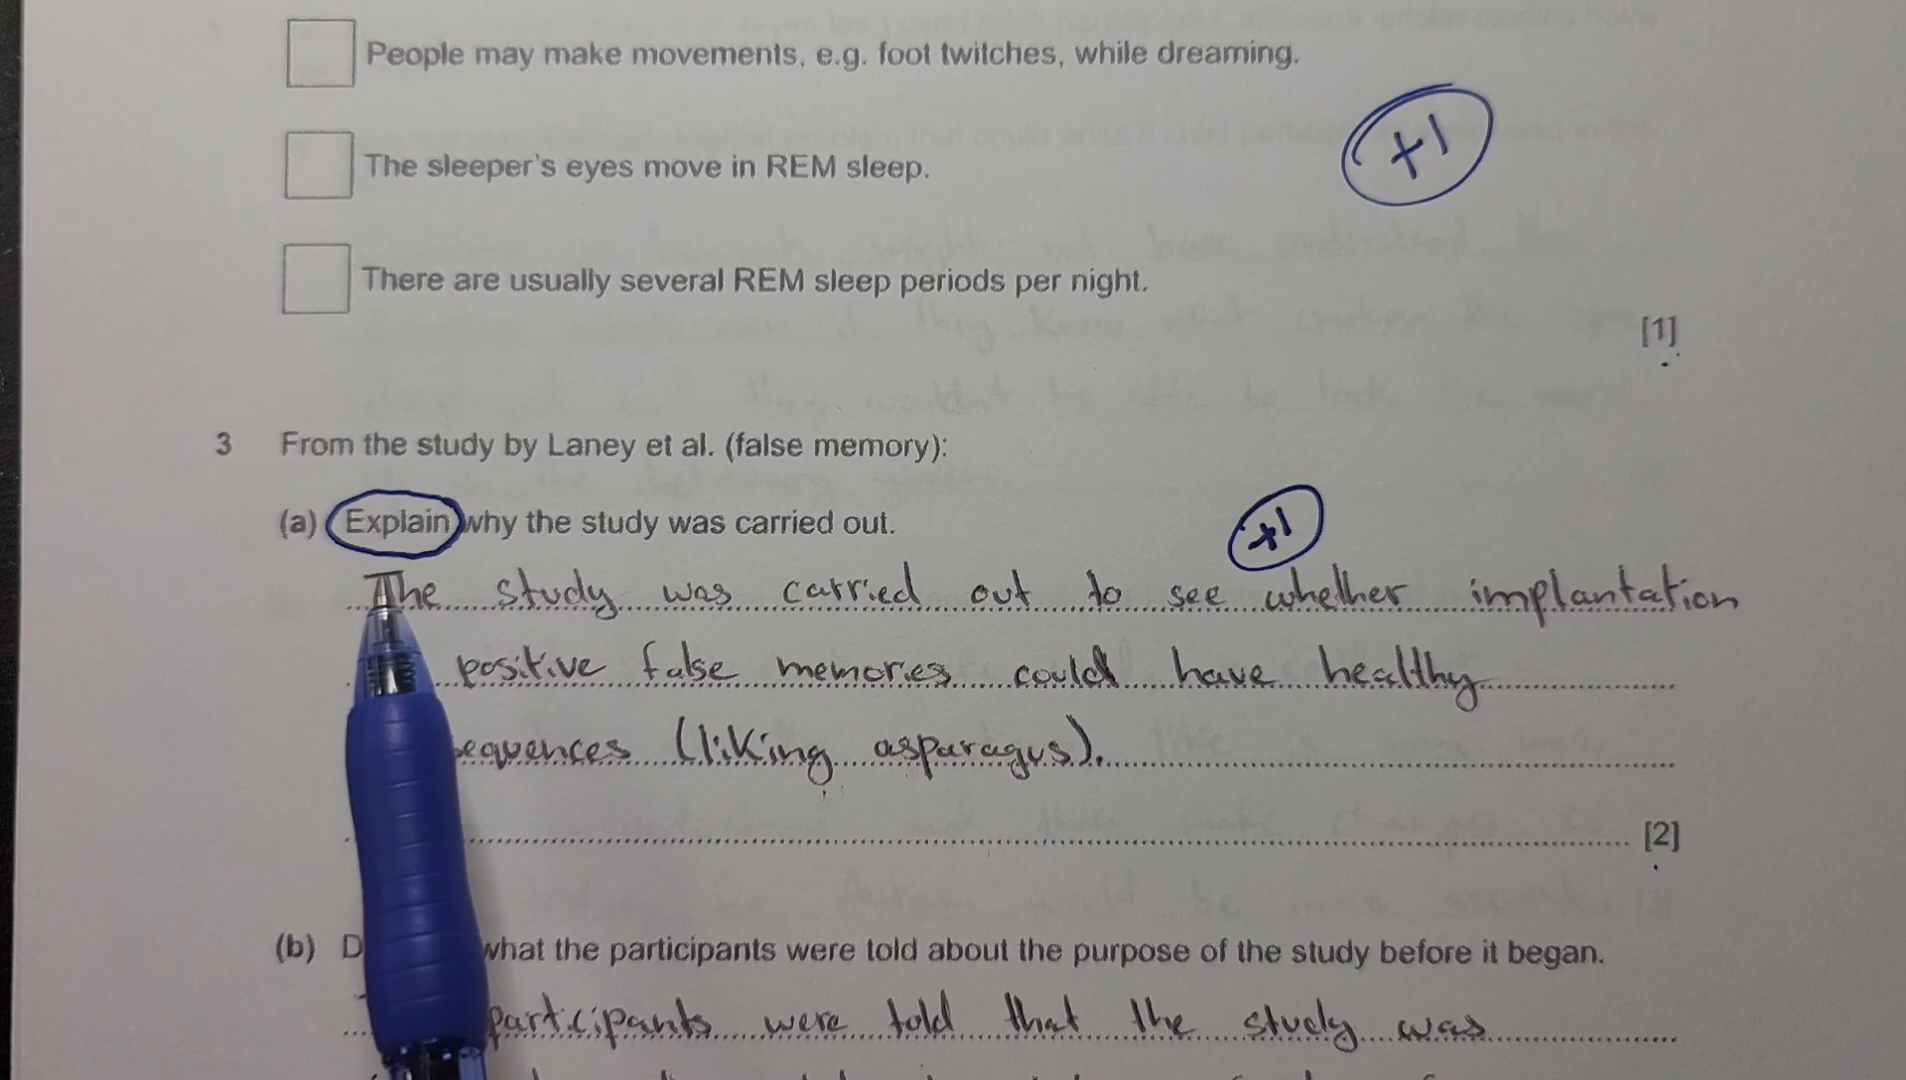 People may make movements, e.g. foot twitches, while dreaming.
+1
The sleeper's eyes move in REM sleep.
There are usually several REM sleep periods per night.
[1]
3 From the study by Laney et al. (false memory):
(a) Explain why the study was carried out.
+1
The study was carried out to see whether implantation
positive false memories could have healthy
sequences (liking asparagus).
[2]
(b) D what the participants were told about the purpose of the study before it began.
participants were told that the study was